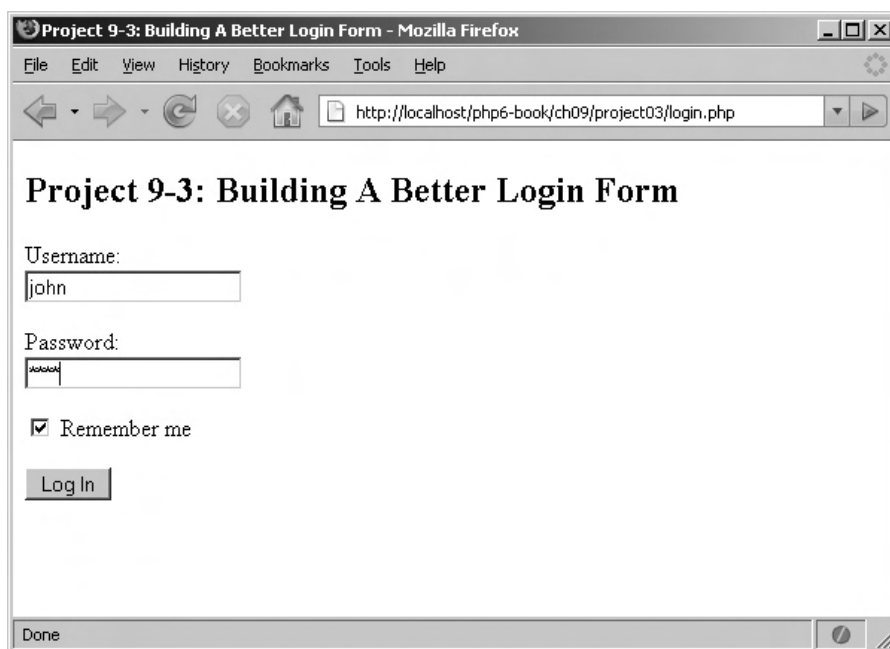 Project 9-3: Building A Better Login Form - Mozilla Firefox
File Edit View History Bookmarks Tools Help
http://localhost/php6-book/ch09/project03/login.php
Project 9-3: Building A Better Login Form
Username:
john
Password:
****
Remember me
Log In
Done